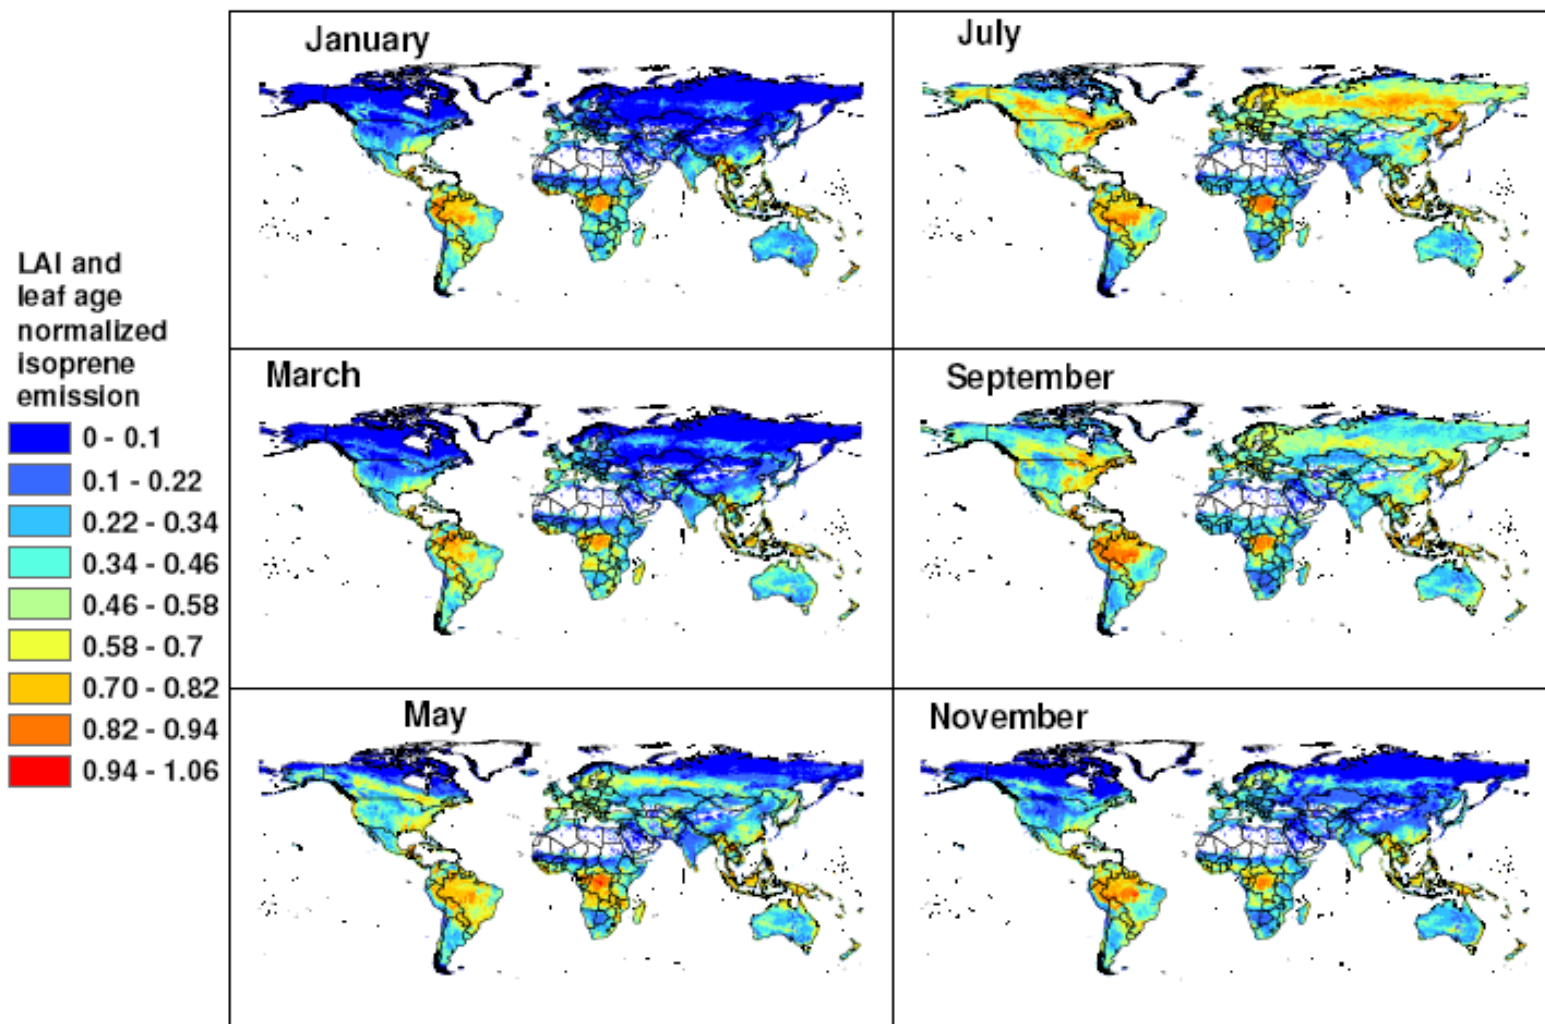 January
July
LAI and
leaf age
normalized
isoprene
emission
0 - 0.1
0.1 - 0.22
0.22 - 0.34
0.34 - 0.46
0.46 - 0.58
0.58 - 0.7
0.70 - 0.82
0.82 - 0.94
0.94 - 1.06
March
September
May
November